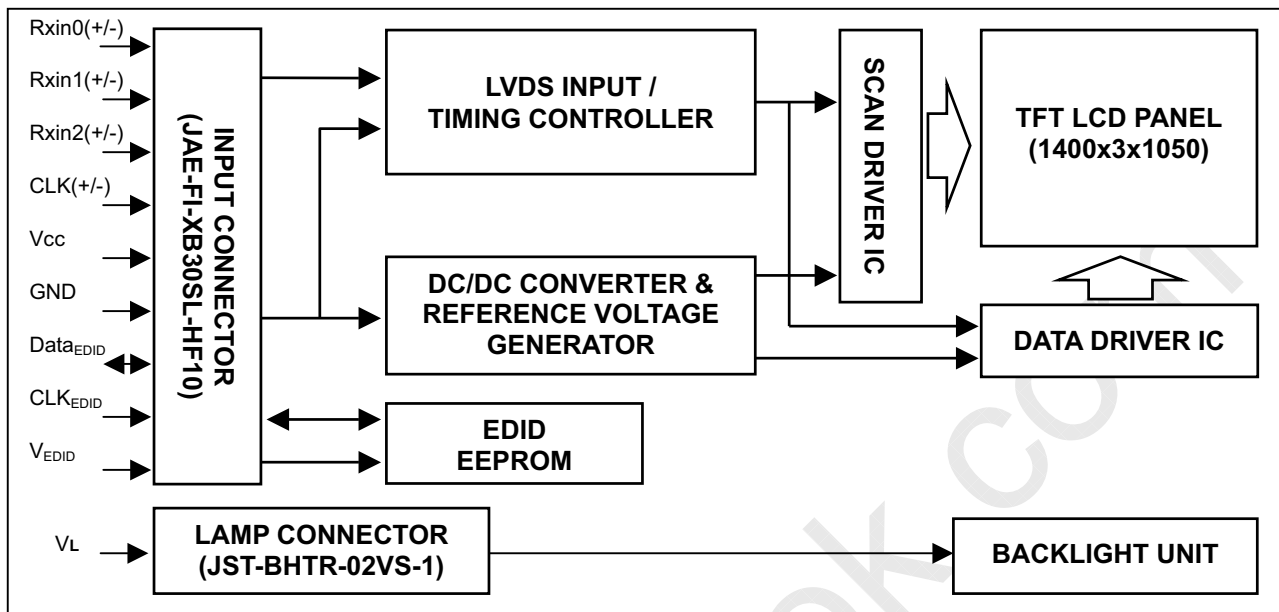 Rxin0(+/-)
Rxin1(+/-)
Rxin2(+/-)
CLK(+/-)
Vcc
GND
DataEDID
CLKEDID
VEDID
VL
INPUT CONNECTOR
(JAE-FI-XB30SL-HF10)
LVDS INPUT /
TIMING CONTROLLER
DC/DC CONVERTER &
REFERENCE VOLTAGE
GENERATOR
EDID
EEPROM
LAMP CONNECTOR
(JST-BHTR-02VS-1)
SCAN DRIVER IC
TFT LCD PANEL
(1400x3x1050)
DATA DRIVER IC
BACKLIGHT UNIT